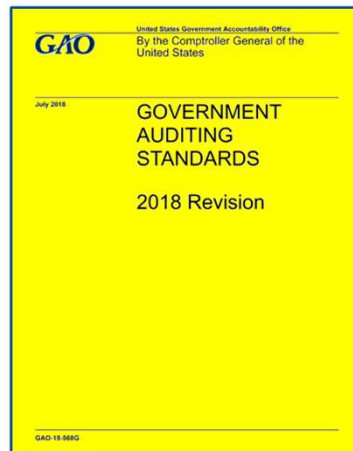 GAO
United States Government Accountability Office
By the Comptroller General of the
United States
July 2018
GOVERNMENT
AUDITING
STANDARDS
2018 Revision
GAO-18-568G